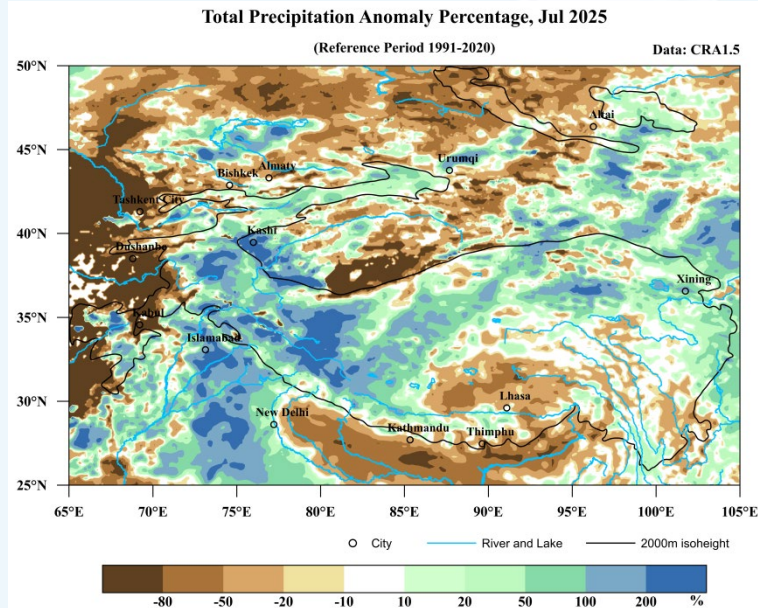 Total Precipitation Anomaly Percentage, Jul 2025
(Reference Period 1991-2020)
Data: CRA1.5
50°N
45°N
40°N
35°N
30°N
25°N
Altai
Urumqi
Almaty
Bishkek
Tashkent City
Kashi
Dushanbe
Xining
Kabul
Islamabad
Lhasa
New Delhi
Kathmandu
Thimphu
65°E 70°E 75°E 80°E 85°E 90°E 95°E 100°E 105°E
City River and Lake 2000m isoheight
-80 -50 -20 -10 10 20 50 100 200 %